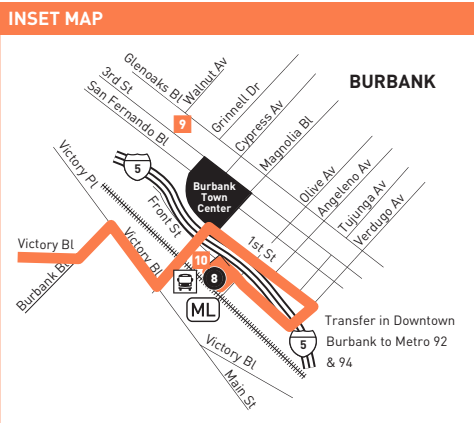 INSET MAP
BURBANK
Glenoaks Bl
Walnut Av
3rd St
Grinnell Dr
San Fernando Bl
9
Cypress Av
Magnolia Bl
Victory Pl
5
Burbank
Town
Center
Olive Av
Angeleno Av
Tujunga Av
Verdugo Av
Front St
1st St
Victory Bl
Victory Bl
Burbank Bl
10
8
ML
5
Transfer in Downtown
Burbank to Metro 92
& 94
Victory Bl
Main St